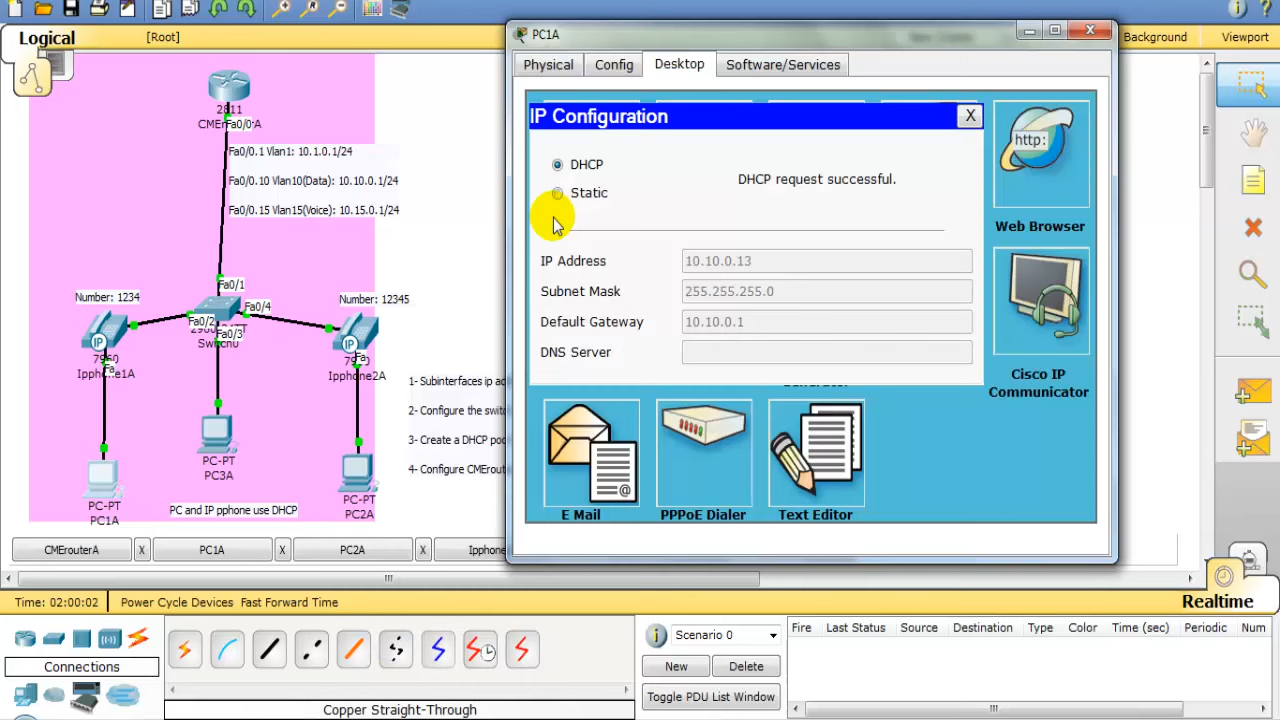 Logical
[Root]
Background
Viewport
PC1A
Physical
Config
Desktop
Software/Services
IP Configuration
X
DHCP
Static
DHCP request successful.
IP Address
10.10.0.13
Subnet Mask
255.255.255.0
Default Gateway
10.10.0.1
DNS Server
http:
Web Browser
Cisco IP
Communicator
E Mail
PPPoE Dialer
Text Editor
2811
Fa0/0
Fa0/0.1 Vlan1: 10.1.0.1/24
Fa0/0.10 Vlan10(Data): 10.10.0.1/24
Fa0/0.15 Vlan15(Voice): 10.15.0.1/24
Number: 1234
Fa0/1
Fa0/4
Number: 12345
Fa0/2
Fa0/3
IP
IP
7960
Ipphone1A
Ipphone2A
Fa
1- Subinterfaces ip ad
2- Configure the switc
3- Create a DHCP poo
4- Configure CMErout
PC-PT
PC3A
PC-PT
PC1A
PC-PT
PC2A
PC and IP pphone use DHCP
CMErouterA
X
PC1A
X
PC2A
X
Ipphone
Time: 02:00:02
Power Cycle Devices Fast Forward Time
Realtime
Connections
Copper Straight-Through
Scenario 0
New
Delete
Toggle PDU List Window
Fire
Last Status
Source
Destination
Type
Color
Time (sec)
Periodic
Num